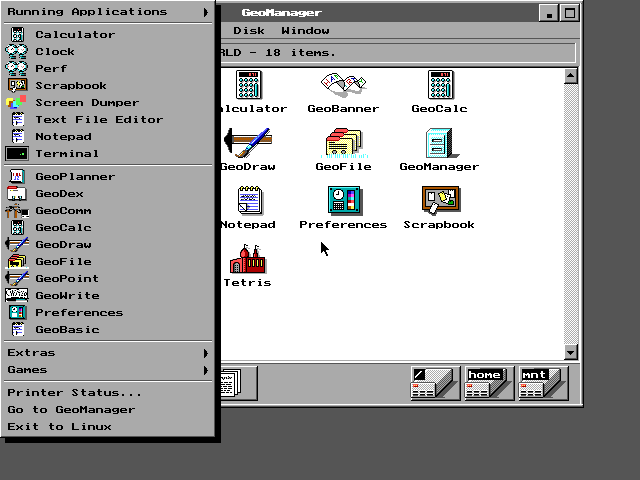 Running Applications
Calculator
Clock
Perf
Scrapbook
Screen Dumper
Text File Editor
Notepad
Terminal
GeoPlanner
GeoDex
GeoComm
GeoCalc
GeoDraw
GeoFile
GeoPoint
GeoWrite
Preferences
GeoBasic
Extras
Games
Printer Status...
Go to GeoManager
Exit to Linux
GeoManager
Disk Window
RLD - 18 items.
alculator GeoBanner GeoCalc
GeoDraw GeoFile GeoManager
Notepad Preferences Scrapbook
Tetris
/ home mnt